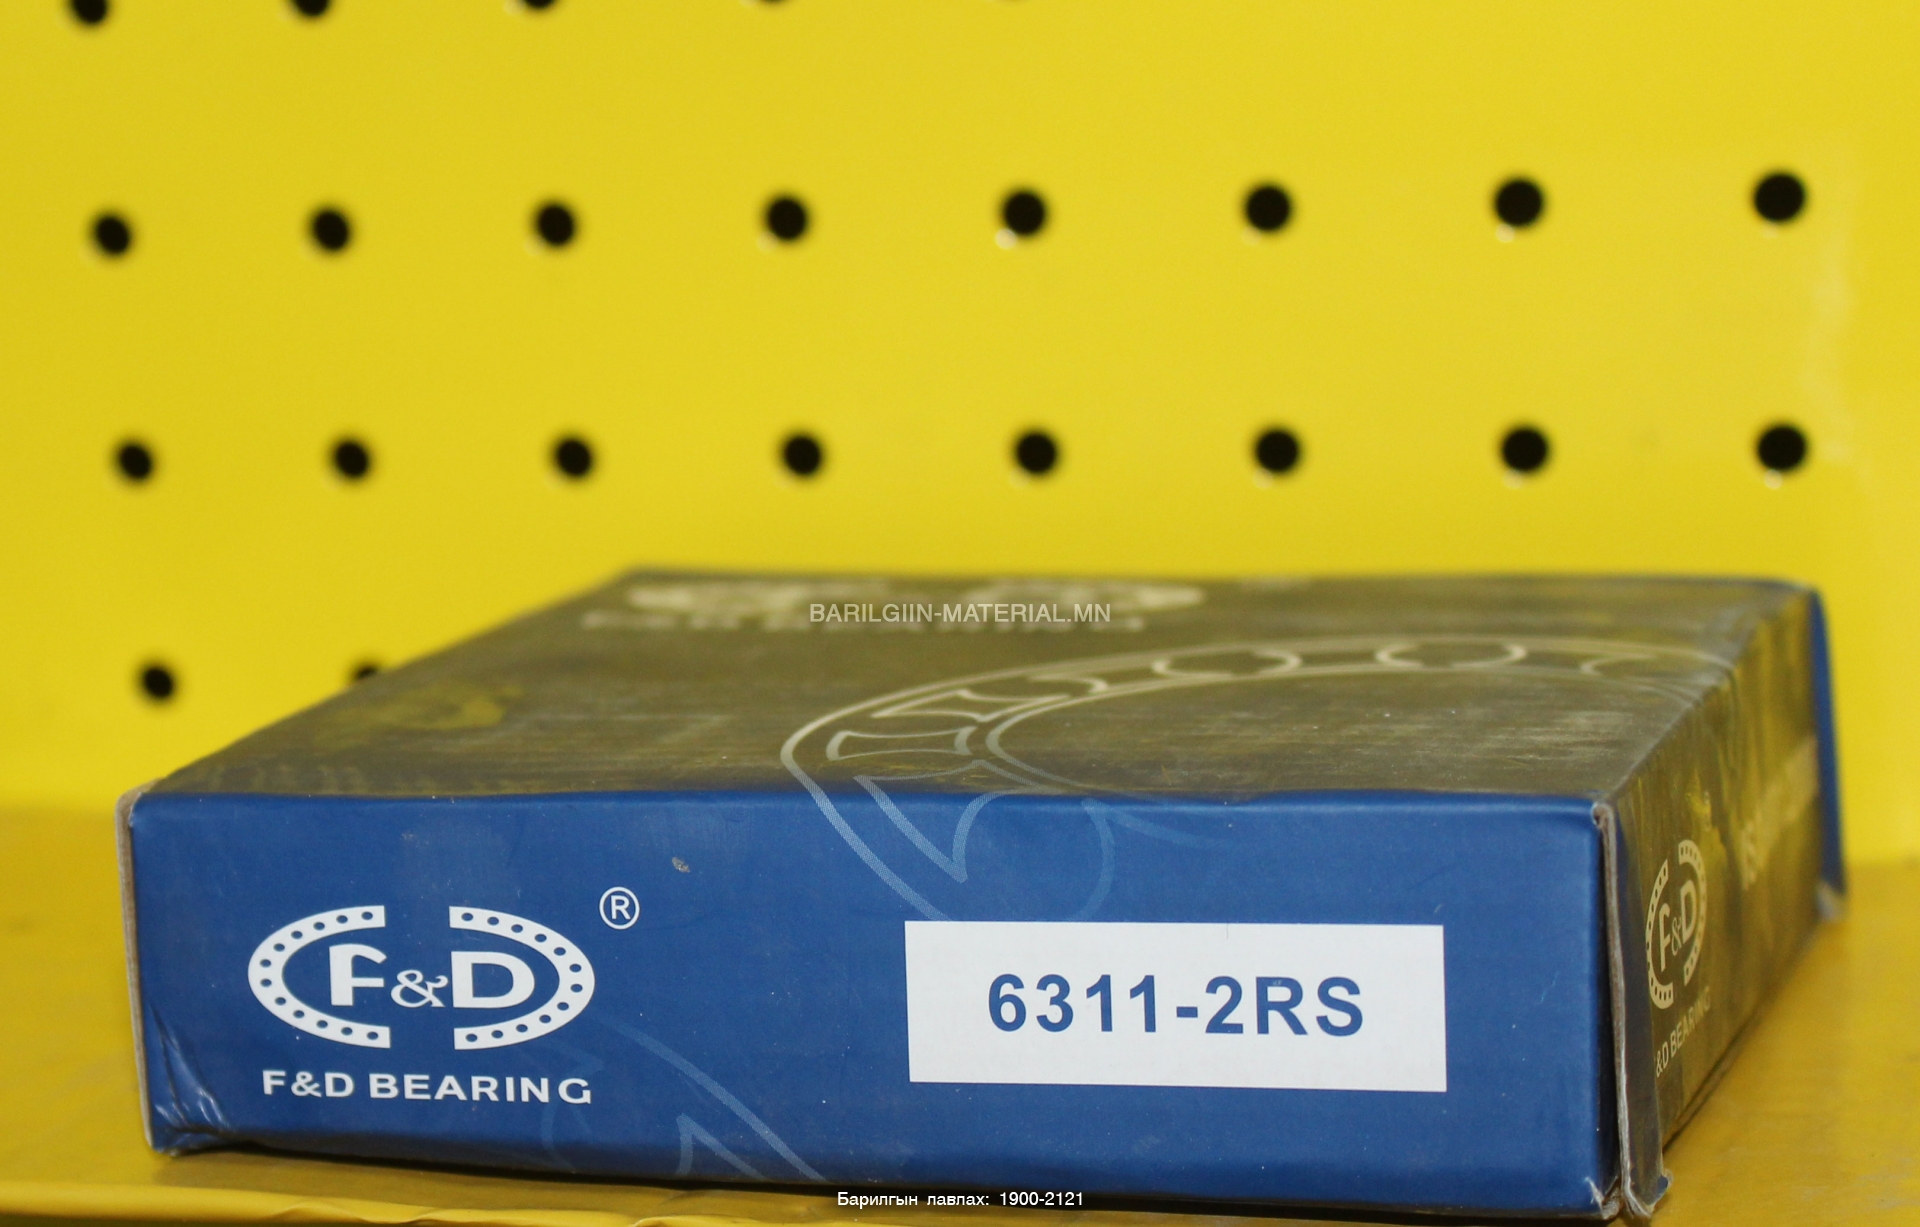 BARILGIIN-MATERIAL.MN
F&D
®
F&D BEARING
6311-2RS
F&D
&D BEARING
Барилгын лавлах: 1900-2121